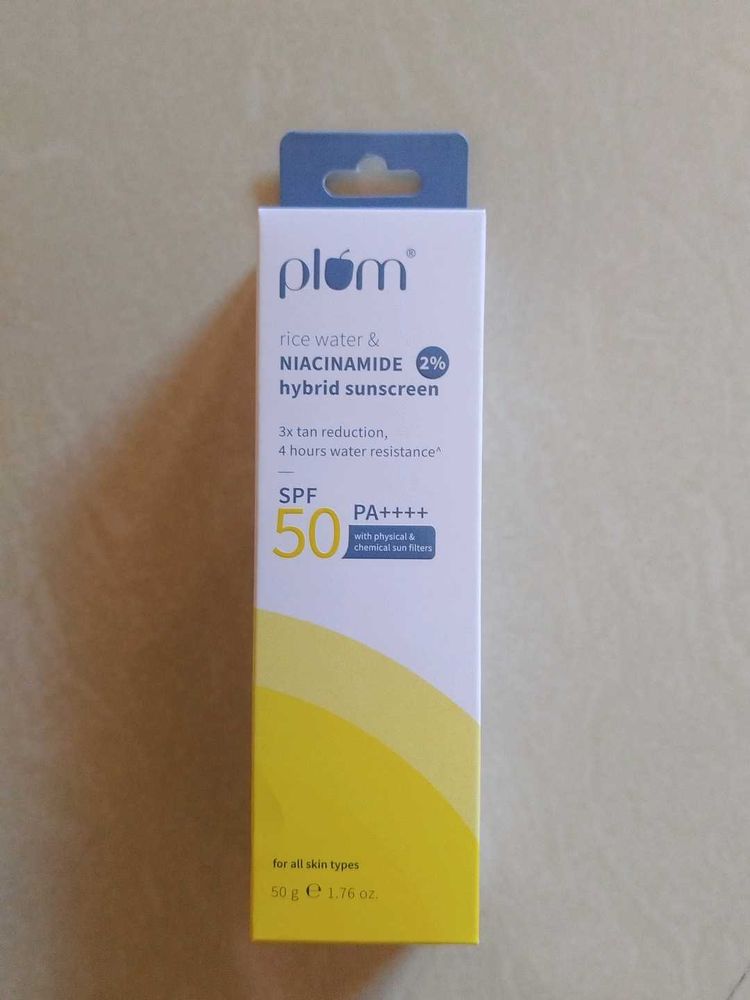 plum®
rice water &
NIACINAMIDE 2%
hybrid sunscreen
3x tan reduction,
4 hours water resistance^
SPF
50 PA++++
with physical &
chemical sun filters
for all skin types
50 g ℮ 1.76 oz.